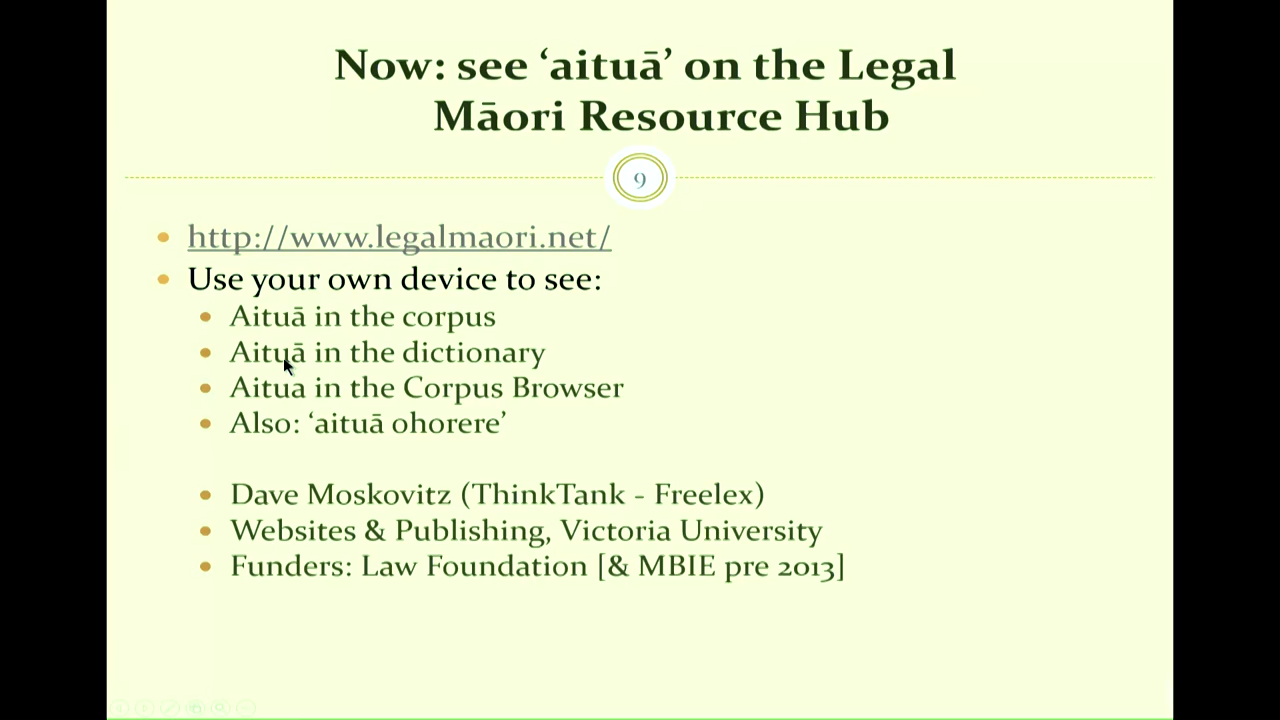 Now: see ‘aituā’ on the Legal
Māori Resource Hub
9
http://www.legalmaori.net/
Use your own device to see:
Aituā in the corpus
Aituā in the dictionary
Aitua in the Corpus Browser
Also: ‘aituā ohorere’
Dave Moskovitz (ThinkTank - Freelex)
Websites & Publishing, Victoria University
Funders: Law Foundation [& MBIE pre 2013]